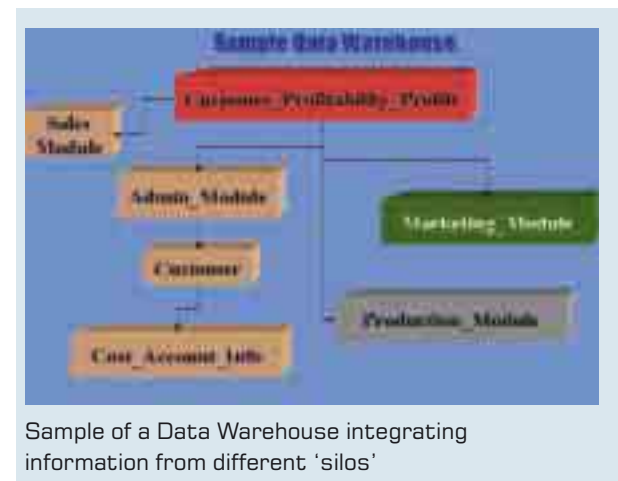 Sample Data Warehouse
Customer_Profitability_Profile
Sales
Module
Admin_Module
Marketing_Module
Customer
Production_Module
Cost_Account_Info
Sample of a Data Warehouse integrating
information from different ‘silos’